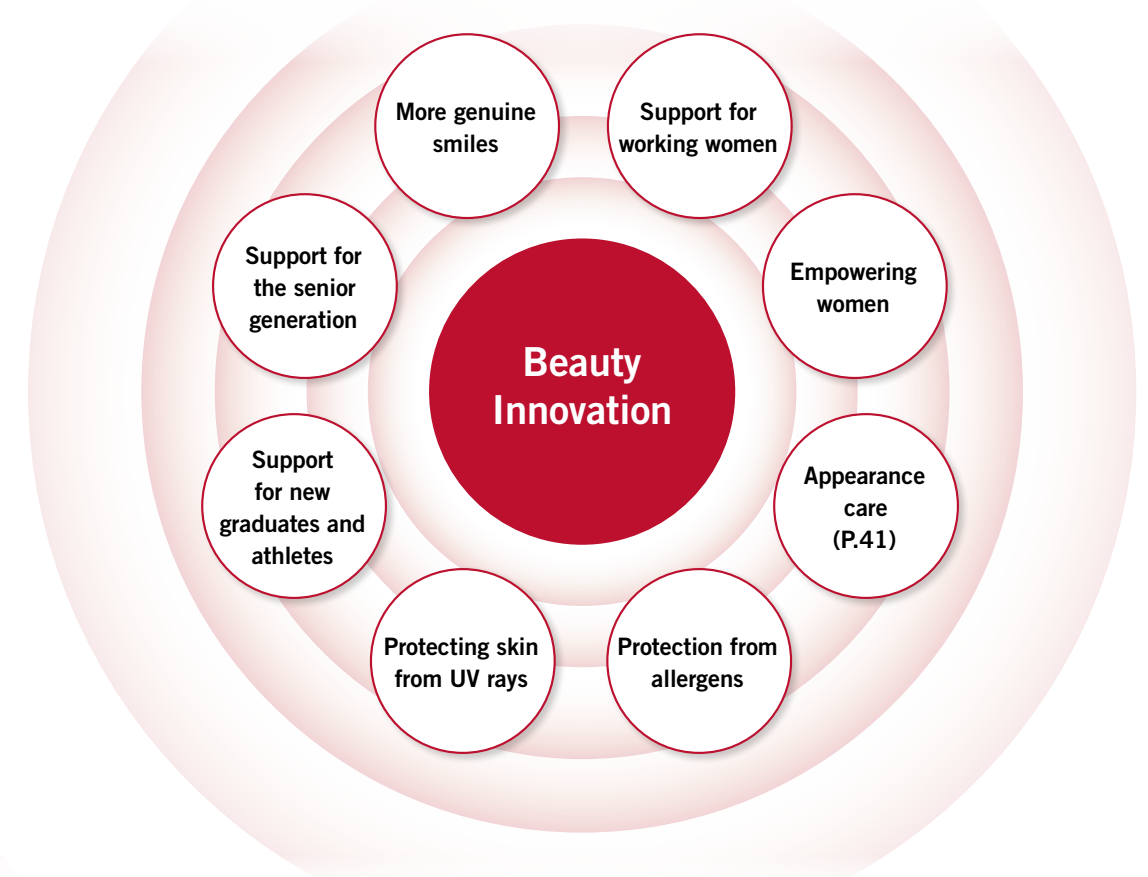 More genuine
smiles
Support for
working women
Support for
the senior
generation
Empowering
women
Beauty
Innovation
Support
for new
graduates and
athletes
Appearance
care
(P.41)
Protecting skin
from UV rays
Protection from
allergens